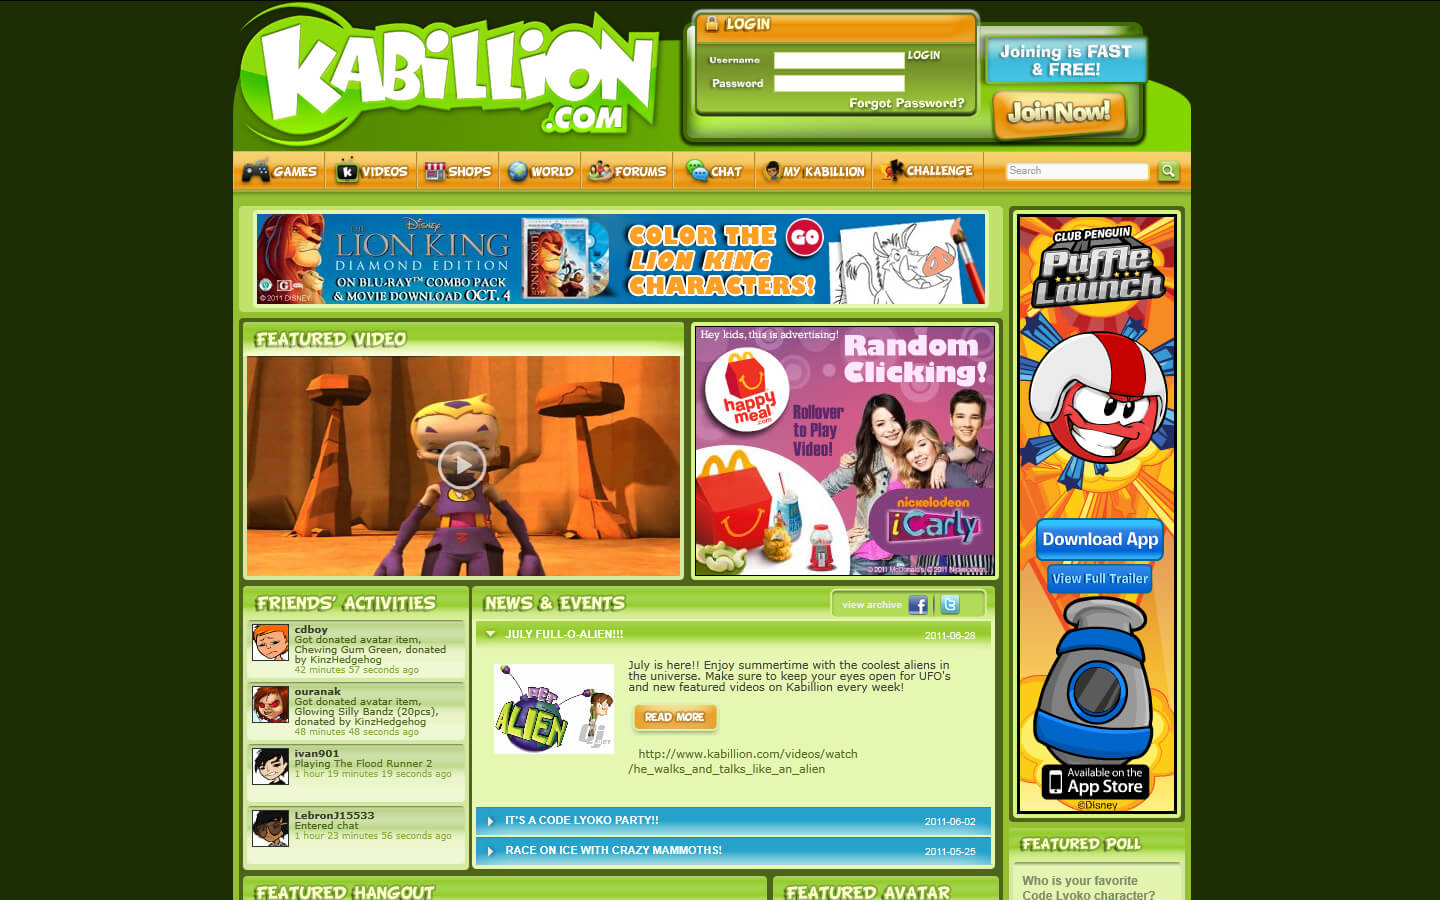 KABILLION
.COM
LOGIN
Username
LOGIN
Password
Forgot Password?
Joining is FAST
& FREE!
Join Now!
GAMES
VIDEOS
SHOPS
WORLD
FORUMS
CHAT
MY KABILLION
CHALLENGE
Search
Disney
THE
LION KING
DIAMOND EDITION
ON BLU-RAY™ COMBO PACK
& MOVIE DOWNLOAD OCT. 4
© 2011 DISNEY
COLOR THE
LION KING
CHARACTERS!
GO
CLUB PENGUIN
Puffle
Launch
Download App
View Full Trailer
Available on the
App Store
©Disney
FEATURED VIDEO
Hey kids, this is advertising!
Random
Clicking!
happy
meal
.com
Rollover
to Play
Video!
nickelodeon
iCarly
© 2011 McDonald's. © 2011 Nickelodeon.
FRIENDS' ACTIVITIES
cdboy
Got donated avatar item,
Chewing Gum Green, donated
by KinzHedgehog
42 minutes 57 seconds ago
ouranak
Got donated avatar item,
Glowing Silly Bandz (20pcs),
donated by KinzHedgehog
48 minutes 48 seconds ago
ivan901
Playing The Flood Runner 2
1 hour 19 minutes 19 seconds ago
LebronJ15533
Entered chat
1 hour 23 minutes 56 seconds ago
NEWS & EVENTS
view archive
JULY FULL-O-ALIEN!!!
2011-06-28
PET
ALIEN
July is here!! Enjoy summertime with the coolest aliens in
the universe. Make sure to keep your eyes open for UFO's
and new featured videos on Kabillion every week!
READ MORE
http://www.kabillion.com/videos/watch
/he_walks_and_talks_like_an_alien
IT'S A CODE LYOKO PARTY!!
2011-06-02
RACE ON ICE WITH CRAZY MAMMOTHS!
2011-05-25
FEATURED POLL
Who is your favorite
Code Lyoko character?
FEATURED HANGOUT
FEATURED AVATAR